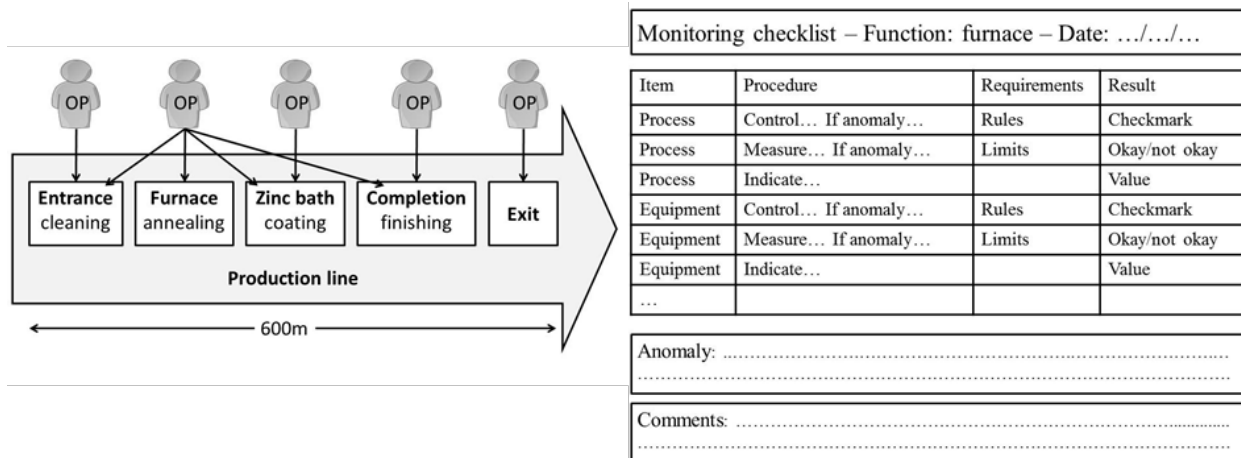 OP OP OP OP OP
Entrance
cleaning
Furnace
annealing
Zinc bath
coating
Completion
finishing
Exit
Production line
600m
Monitoring checklist – Function: furnace – Date: …/…/…
Item Procedure Requirements Result
Process Control… If anomaly… Rules Checkmark
Process Measure… If anomaly… Limits Okay/not okay
Process Indicate… Value
Equipment Control… If anomaly… Rules Checkmark
Equipment Measure… If anomaly… Limits Okay/not okay
Equipment Indicate… Value
…
Anomaly: ………………………………………………………………
………………………………………………………………………………
Comments: ……………………………………………………………
………………………………………………………………………………